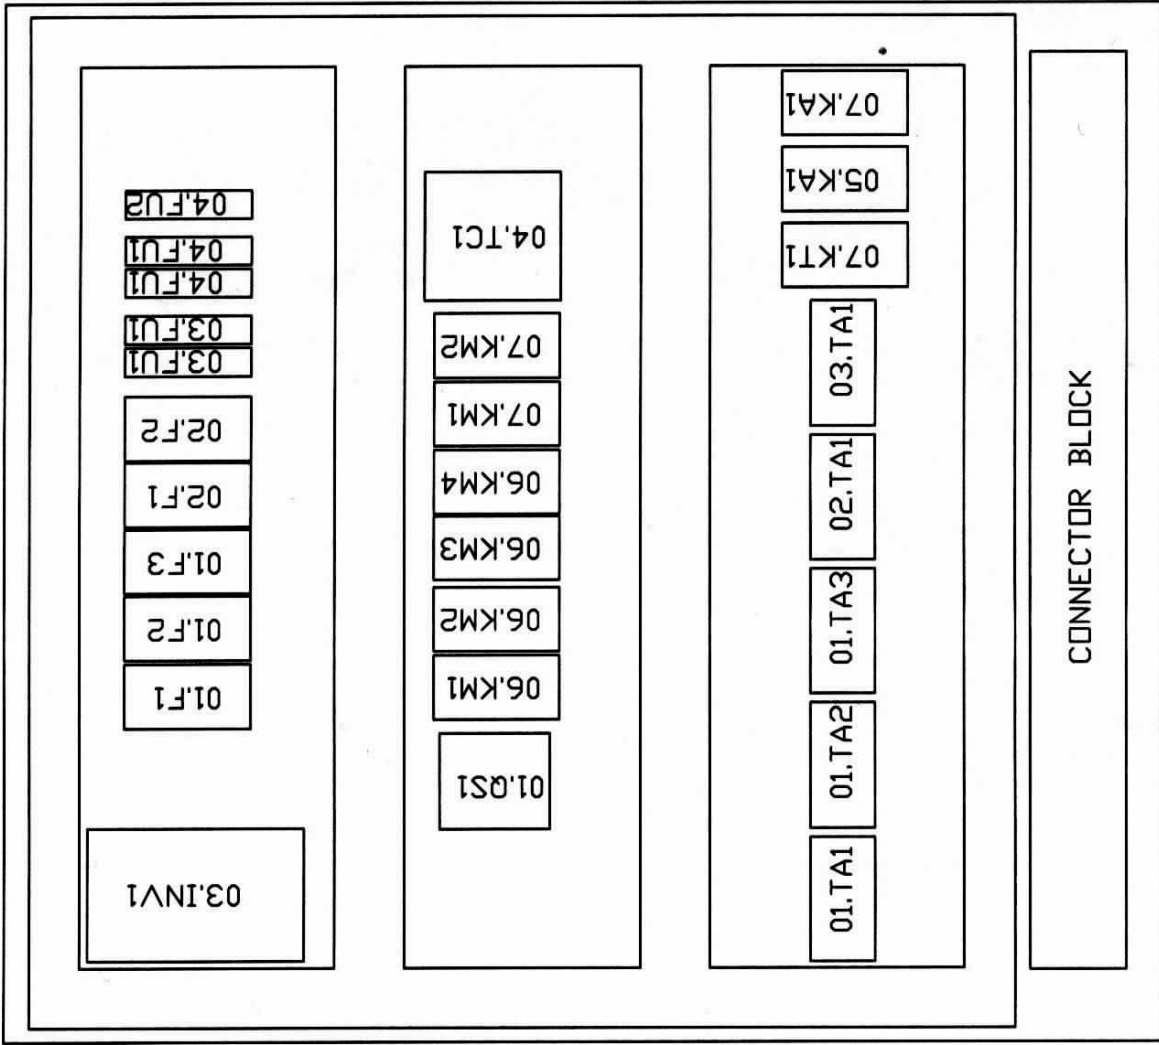 04.FU2
04.FU1
04.FU1
03.FU1
03.FU1
02.F2
02.F1
01.F3
01.F2
01.F1
03.INV1
04.TC1
07.KM2
07.KM1
06.KM4
06.KM3
06.KM2
06.KM1
01.QS1
07.KA1
05.KA1
07.KT1
03.TA1
02.TA1
01.TA3
01.TA2
01.TA1
CONNECTOR BLOCK